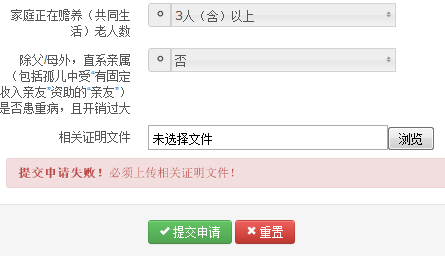 家庭正在赡养（共同生
活）老人数
3人（含）以上
除父/母外，直系亲属
（包括孤儿中受“有固定
收入亲友”资助的“亲友”）
是否患重病，且开销过大
否
相关证明文件
未选择文件
浏览
提交申请失败！必须上传相关证明文件！
提交申请
重置